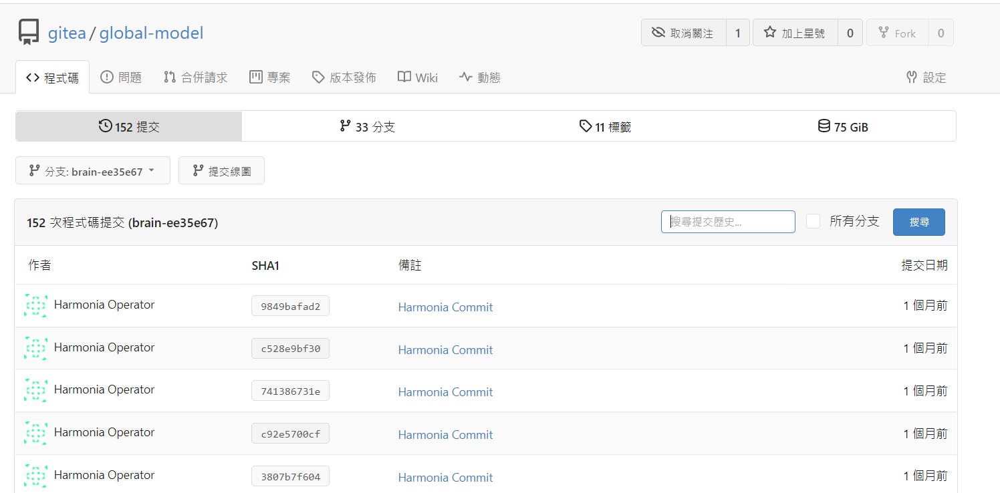 gitea / global-model
取消關注 1 加上星號 0 Fork 0
程式碼 問題 合併請求 專案 版本發佈 Wiki 動態 設定
152 提交 33 分支 11 標籤 75 GiB
分支: brain-ee35e67 提交線圖
152 次程式碼提交 (brain-ee35e67) 搜尋提交歷史... 所有分支 搜尋
作者 SHA1 備註 提交日期
Harmonia Operator 9849bafad2 Harmonia Commit 1 個月前
Harmonia Operator c528e9bf30 Harmonia Commit 1 個月前
Harmonia Operator 741386731e Harmonia Commit 1 個月前
Harmonia Operator c92e5700cf Harmonia Commit 1 個月前
Harmonia Operator 3807b7f604 Harmonia Commit 1 個月前